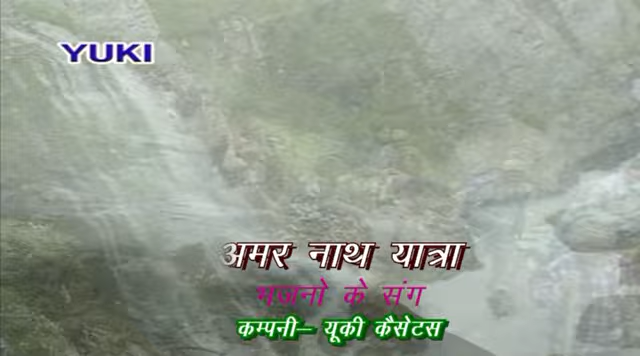 YUKI
अमर नाथ यात्रा
भजनो के संग
कम्पनी- यूकी कैसेटस